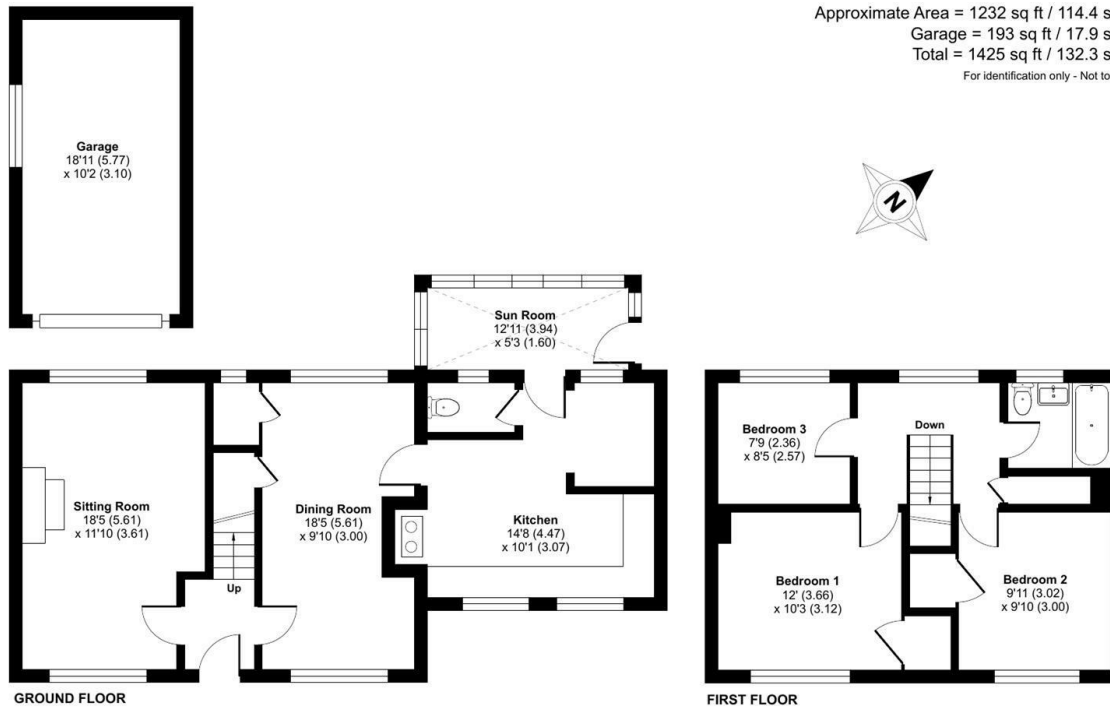 Approximate Area = 1232 sq ft / 114.4 s
Garage = 193 sq ft / 17.9 s
Total = 1425 sq ft / 132.3 s
For identification only - Not to
Garage
18'11 (5.77)
x 10'2 (3.10)
N
Sun Room
12'11 (3.94)
x 5'3 (1.60)
Sitting Room
18'5 (5.61)
x 11'10 (3.61)
Up
Dining Room
18'5 (5.61)
x 9'10 (3.00)
Kitchen
14'8 (4.47)
x 10'1 (3.07)
GROUND FLOOR
Bedroom 3
7'9 (2.36)
x 8'5 (2.57)
Down
Bedroom 1
12' (3.66)
x 10'3 (3.12)
Bedroom 2
9'11 (3.02)
x 9'10 (3.00)
FIRST FLOOR